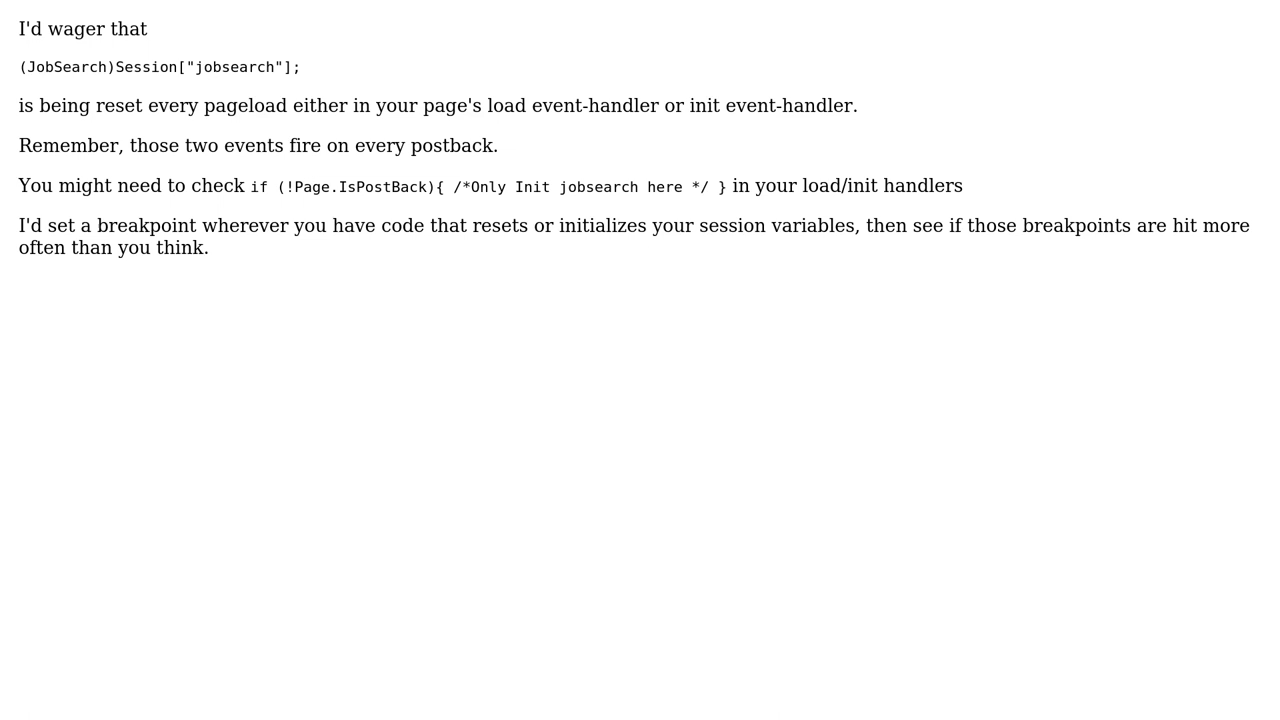 I'd wager that
(JobSearch)Session["jobsearch"];
is being reset every pageload either in your page's load event-handler or init event-handler.
Remember, those two events fire on every postback.
You might need to check if (!Page.IsPostBack){ /*Only Init jobsearch here */ } in your load/init handlers
I'd set a breakpoint wherever you have code that resets or initializes your session variables, then see if those breakpoints are hit more
often than you think.